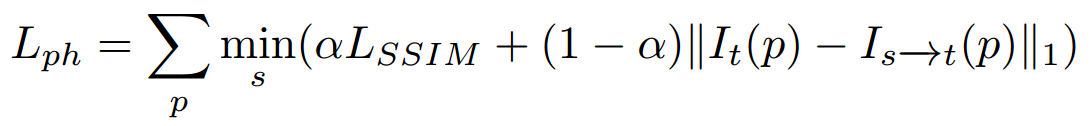 L_{ph} = \sum_{p} \min_{s}(\alpha L_{SSIM} + (1 - \alpha)\|I_t(p) - I_{s \rightarrow t}(p)\|_1)